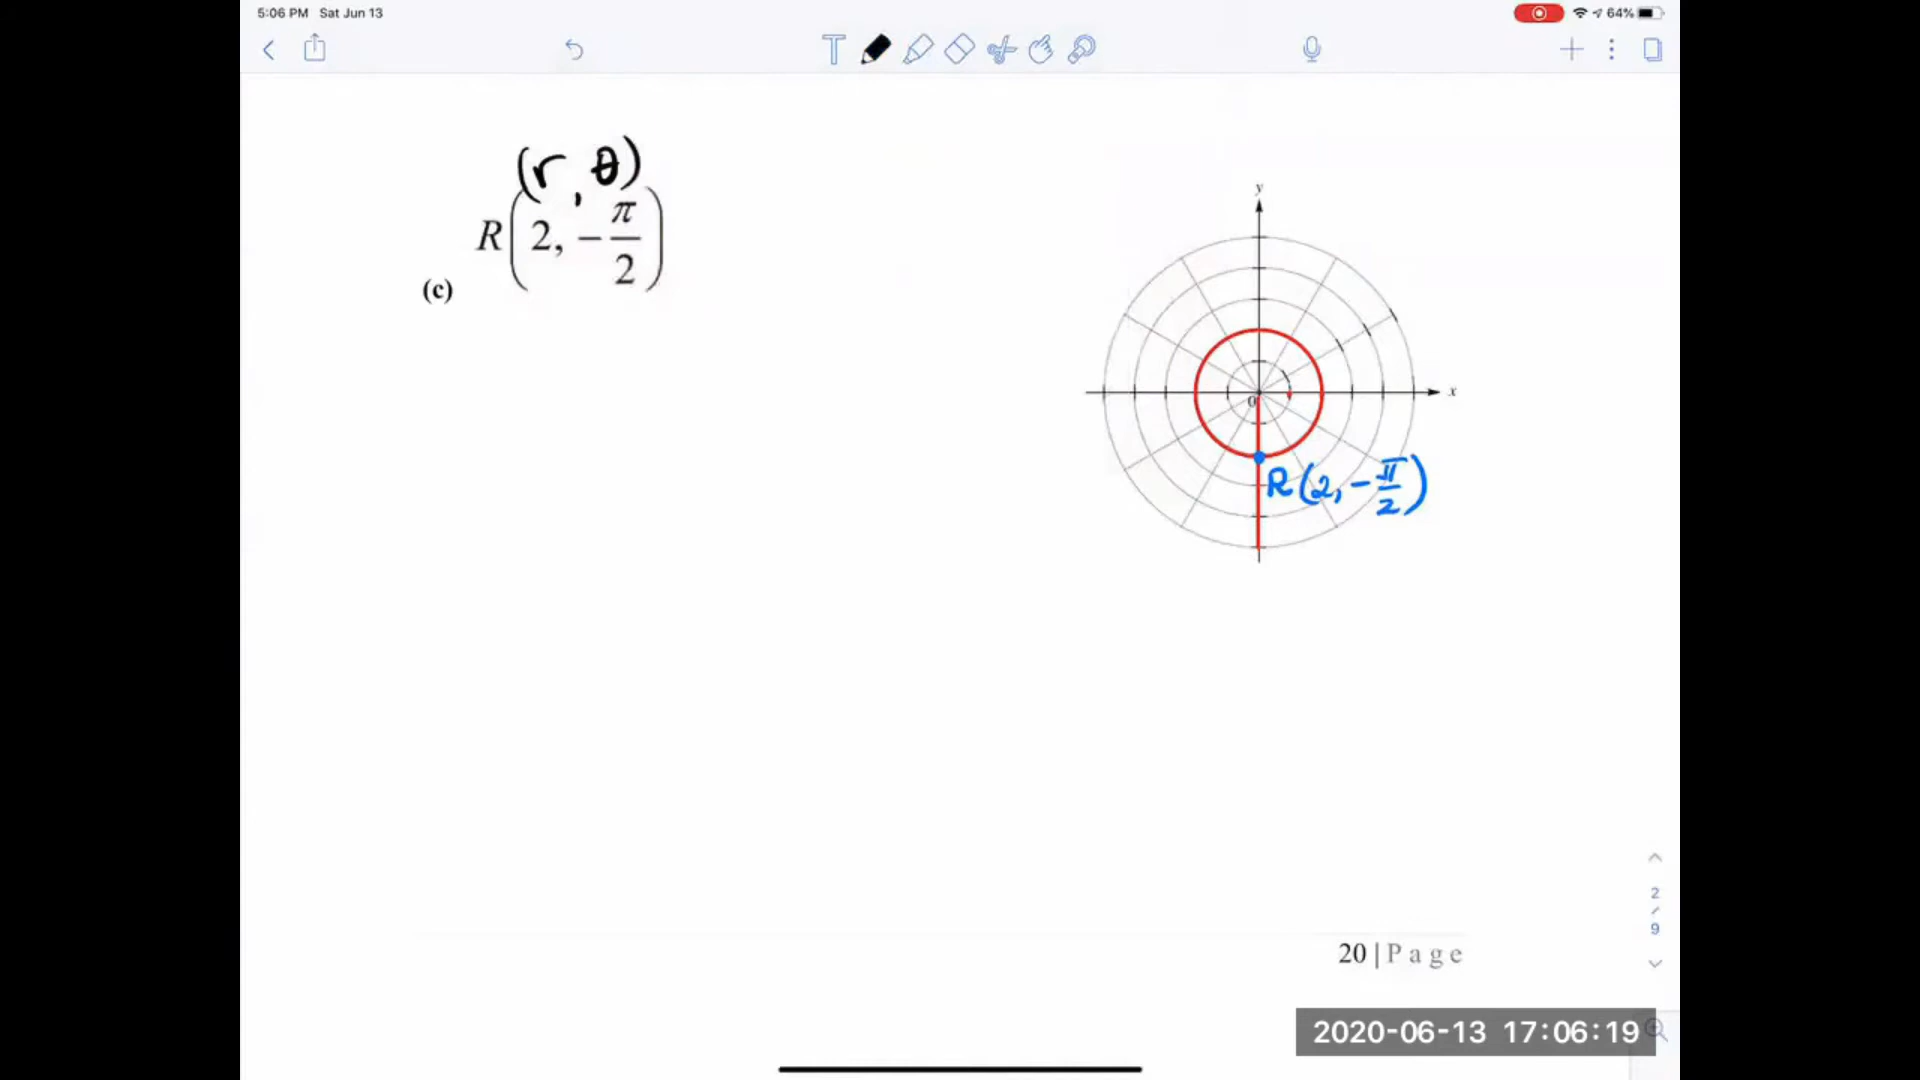 5:06 PM Sat Jun 13
64%
(r, θ)
R(2, -π/2)
(c)
y
x
0
R(2, -π/2)
2
/
9
20 | Page
2020-06-13 17:06:19